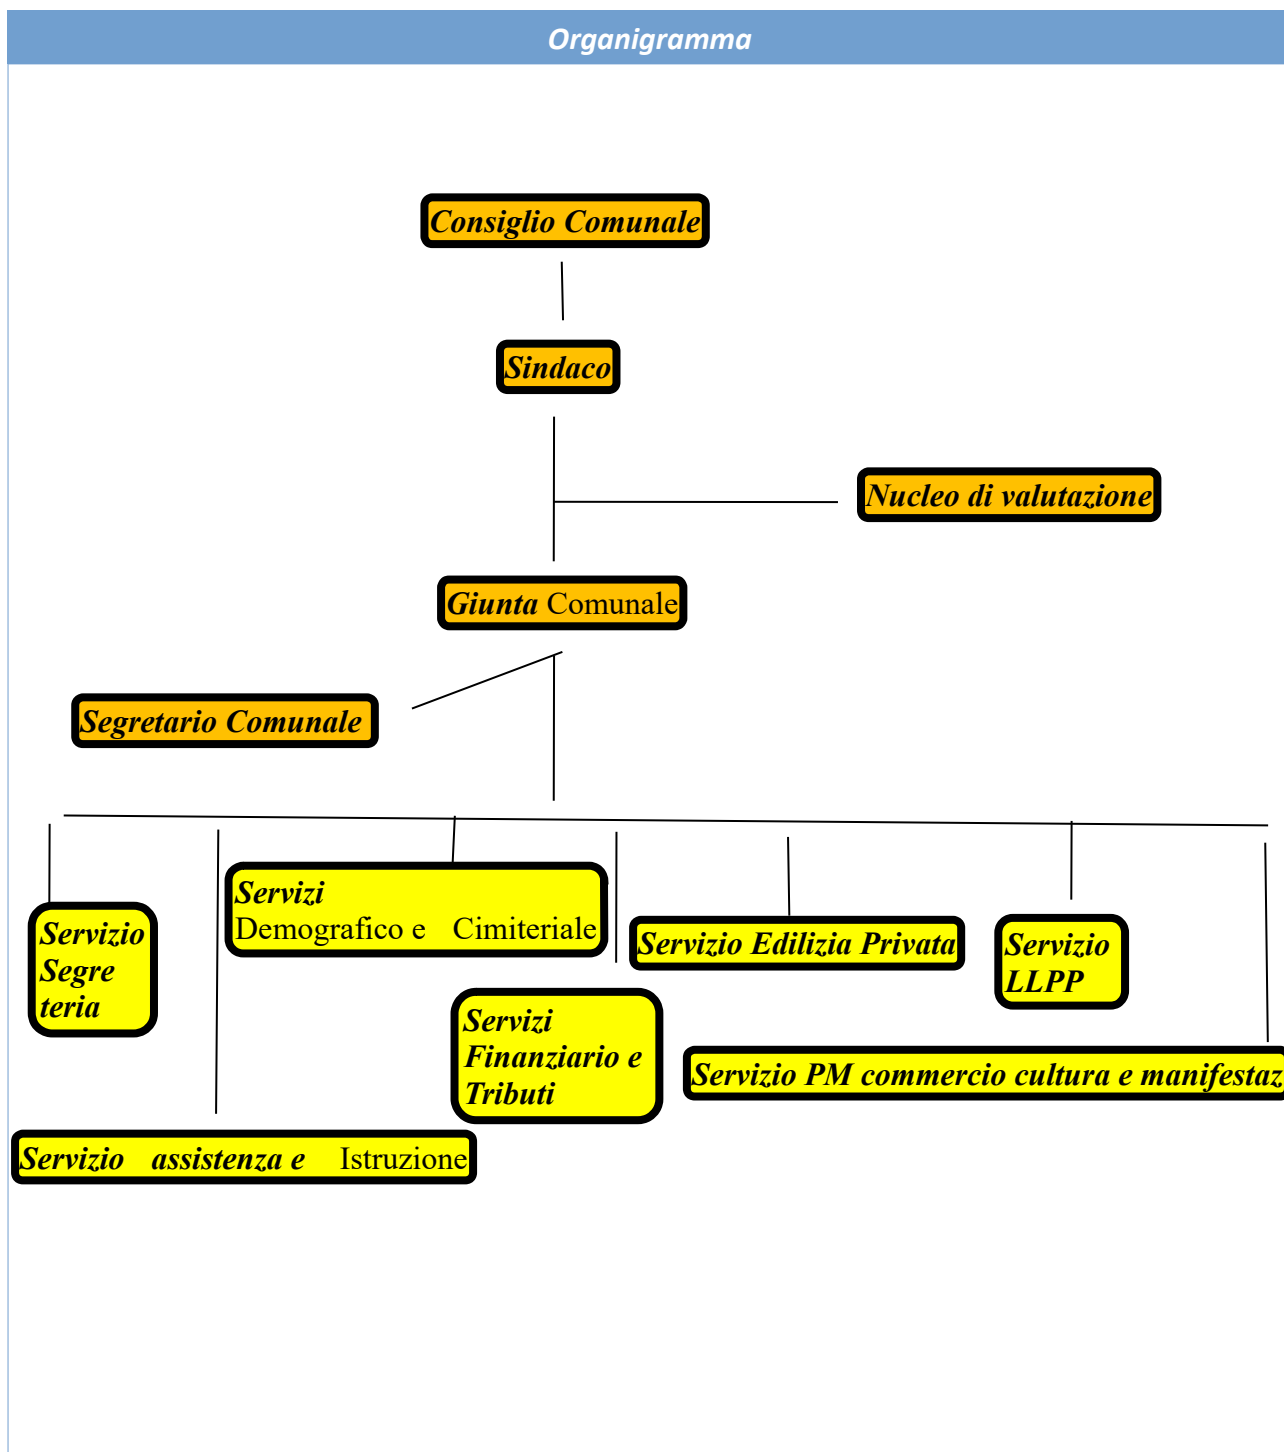 Organigramma
Consiglio Comunale
Sindaco
Nucleo di valutazione
Giunta Comunale
Segretario Comunale
Servizi
Demografico e Cimiteriale
Servizio
Segre
teria
Servizio Edilizia Privata
Servizio
LLPP
Servizi
Finanziario e
Tributi
Servizio PM commercio cultura e manifestaz
Servizio assistenza e Istruzione